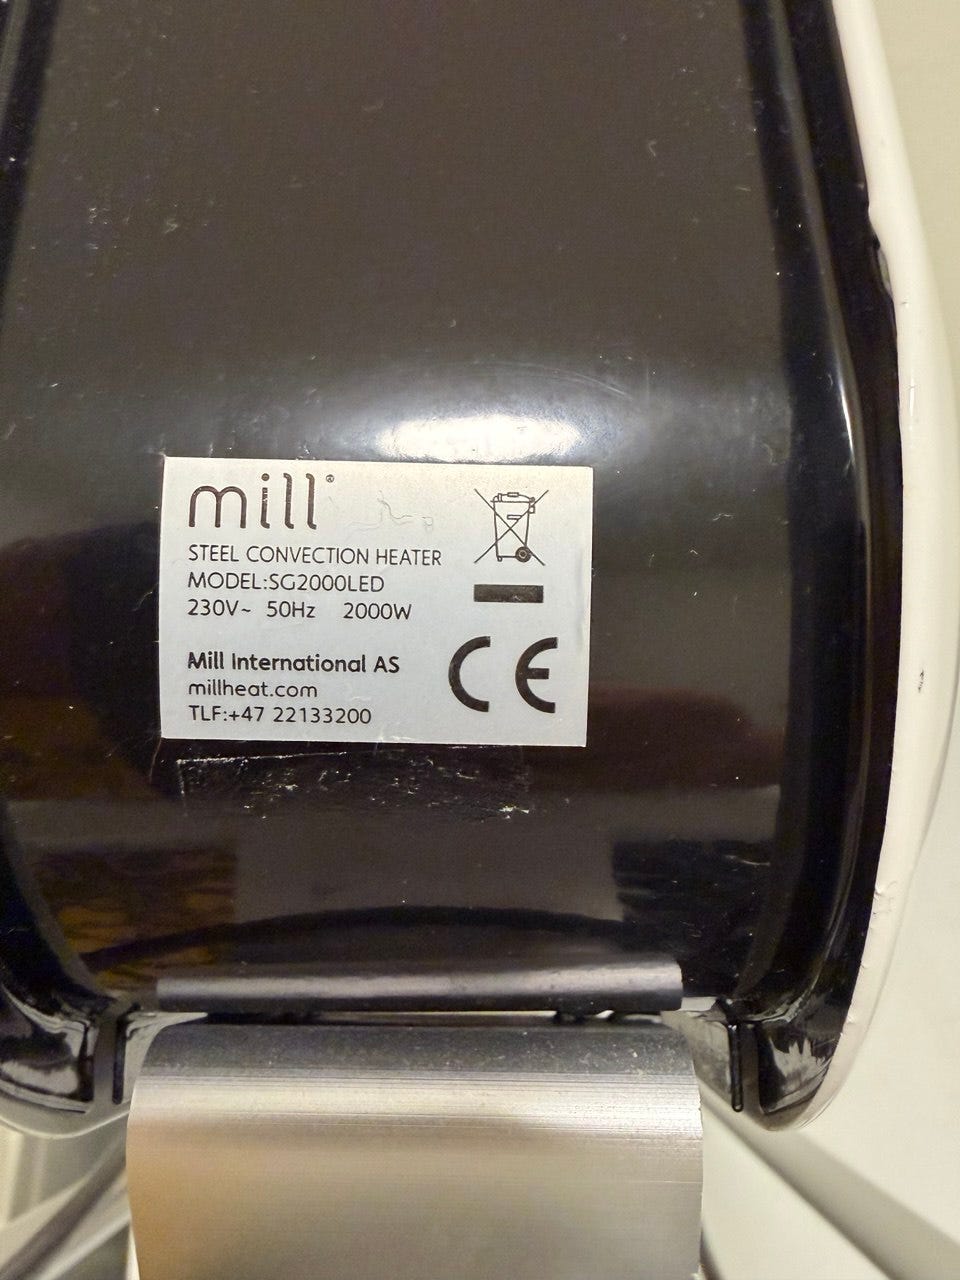 mill®
STEEL CONVECTION HEATER
MODEL:SG2000LED
230V~ 50Hz 2000W
Mill International AS
millheat.com
TLF:+47 22133200
CE